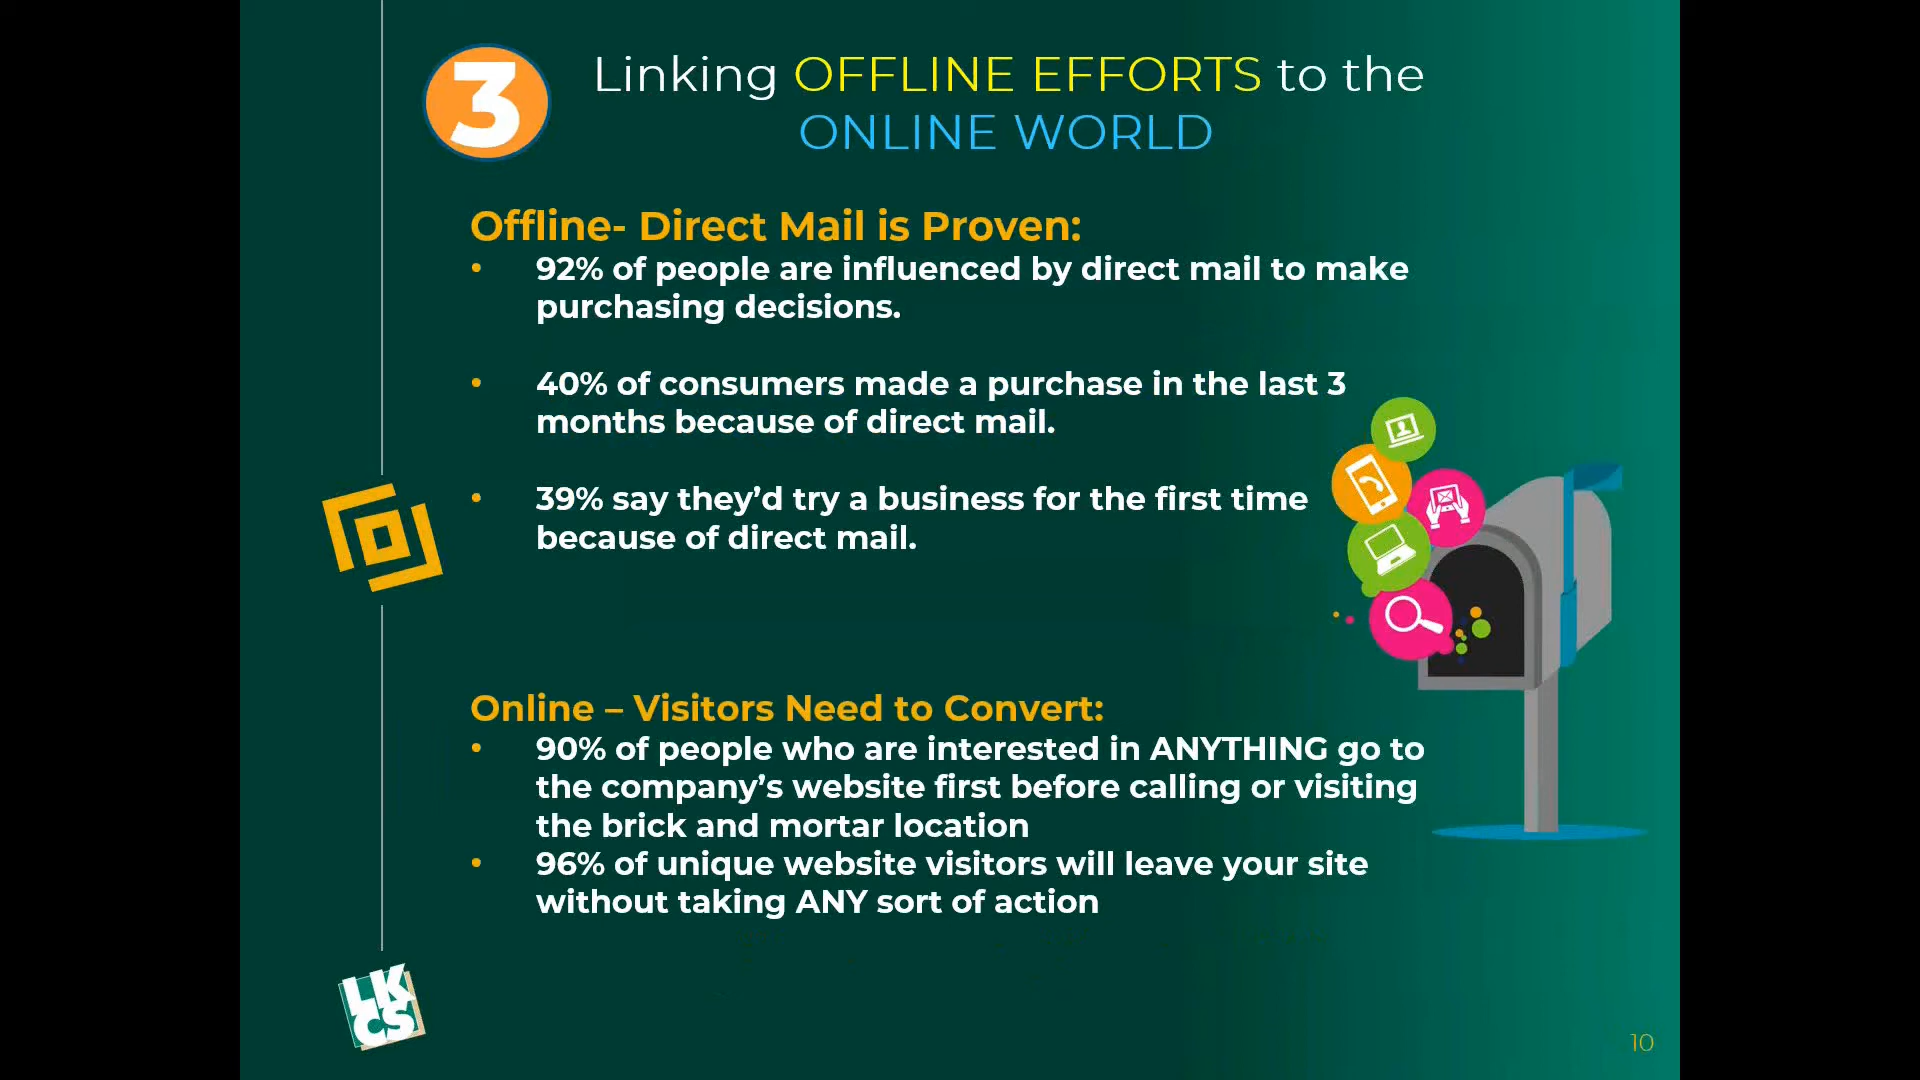 3
Linking OFFLINE EFFORTS to the
ONLINE WORLD
Offline- Direct Mail is Proven:
• 92% of people are influenced by direct mail to make
purchasing decisions.
• 40% of consumers made a purchase in the last 3
months because of direct mail.
• 39% say they’d try a business for the first time
because of direct mail.
Online – Visitors Need to Convert:
• 90% of people who are interested in ANYTHING go to
the company’s website first before calling or visiting
the brick and mortar location
• 96% of unique website visitors will leave your site
without taking ANY sort of action
LK
CS
10